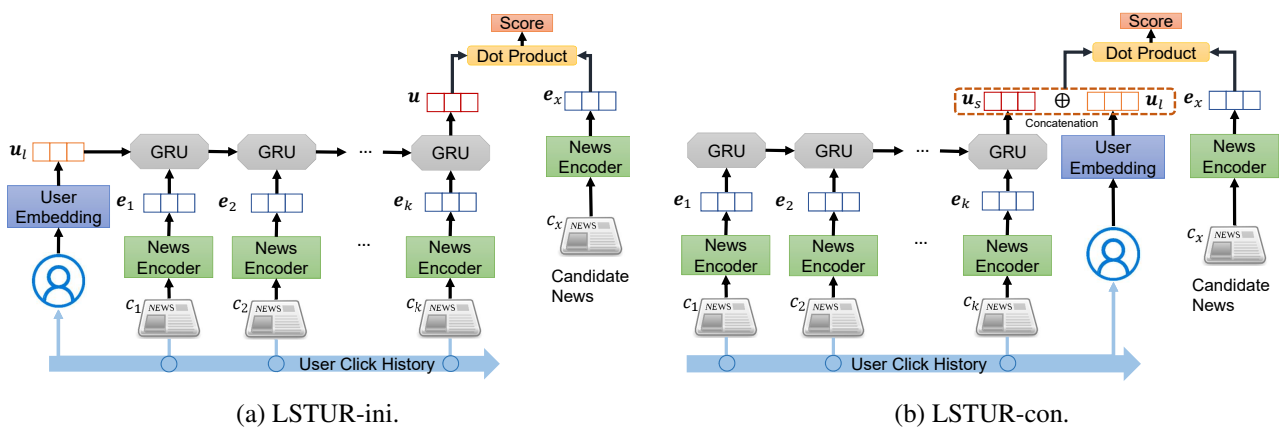 Score
Dot Product
u
e_x
u_l
GRU
GRU
...
GRU
News
Encoder
User
Embedding
e_1
e_2
e_k
c_x
NEWS
News
Encoder
News
Encoder
...
News
Encoder
Candidate
News
c_1
NEWS
c_2
NEWS
c_k
NEWS
User Click History
(a) LSTUR-ini.
Score
Dot Product
u_s
⊕
u_l
e_x
Concatenation
GRU
GRU
...
GRU
User
Embedding
News
Encoder
e_1
e_2
e_k
c_x
NEWS
News
Encoder
News
Encoder
...
News
Encoder
Candidate
News
c_1
NEWS
c_2
NEWS
c_k
NEWS
User Click History
(b) LSTUR-con.